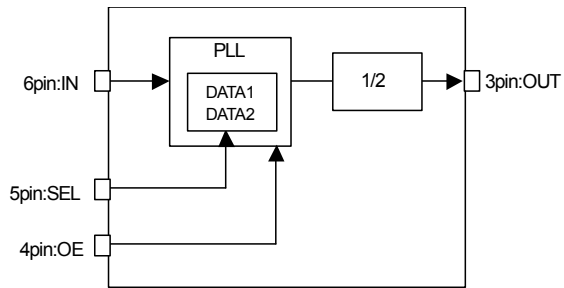 PLL
6pin:IN
DATA1
DATA2
1/2
3pin:OUT
5pin:SEL
4pin:OE